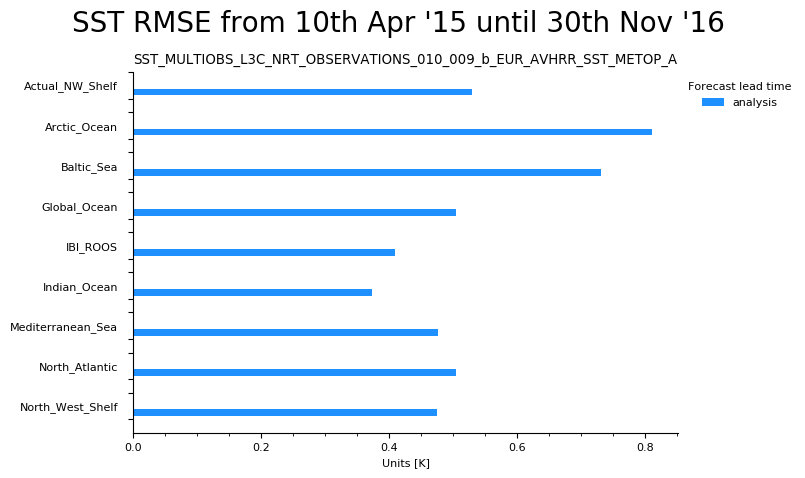 SST RMSE from 10th Apr '15 until 30th Nov '16
SST_MULTIOBS_L3C_NRT_OBSERVATIONS_010_009_b_EUR_AVHRR_SST_METOP_A
Forecast lead time
analysis
Actual_NW_Shelf
Arctic_Ocean
Baltic_Sea
Global_Ocean
IBI_ROOS
Indian_Ocean
Mediterranean_Sea
North_Atlantic
North_West_Shelf
0.0 0.2 0.4 0.6 0.8
Units [K]